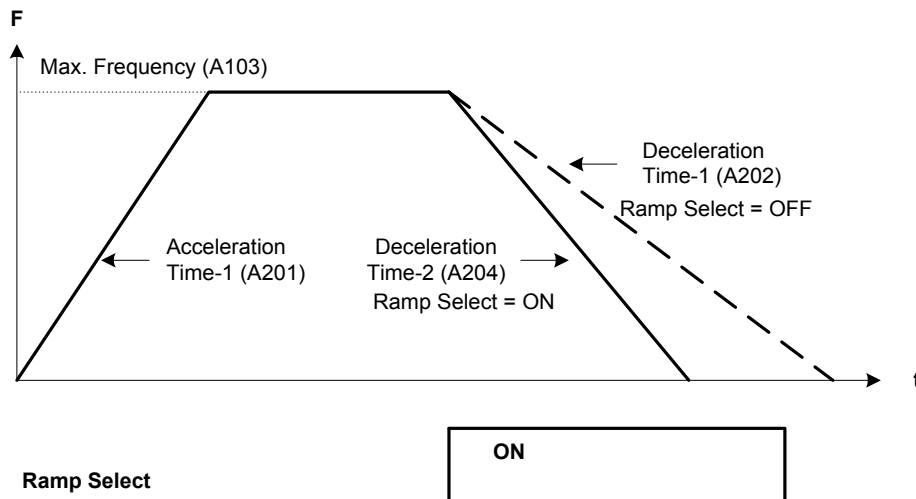 F
Max. Frequency (A103)
Deceleration
Time-1 (A202)
Ramp Select = OFF
Acceleration
Time-1 (A201)
Deceleration
Time-2 (A204)
Ramp Select = ON
t
ON
Ramp Select